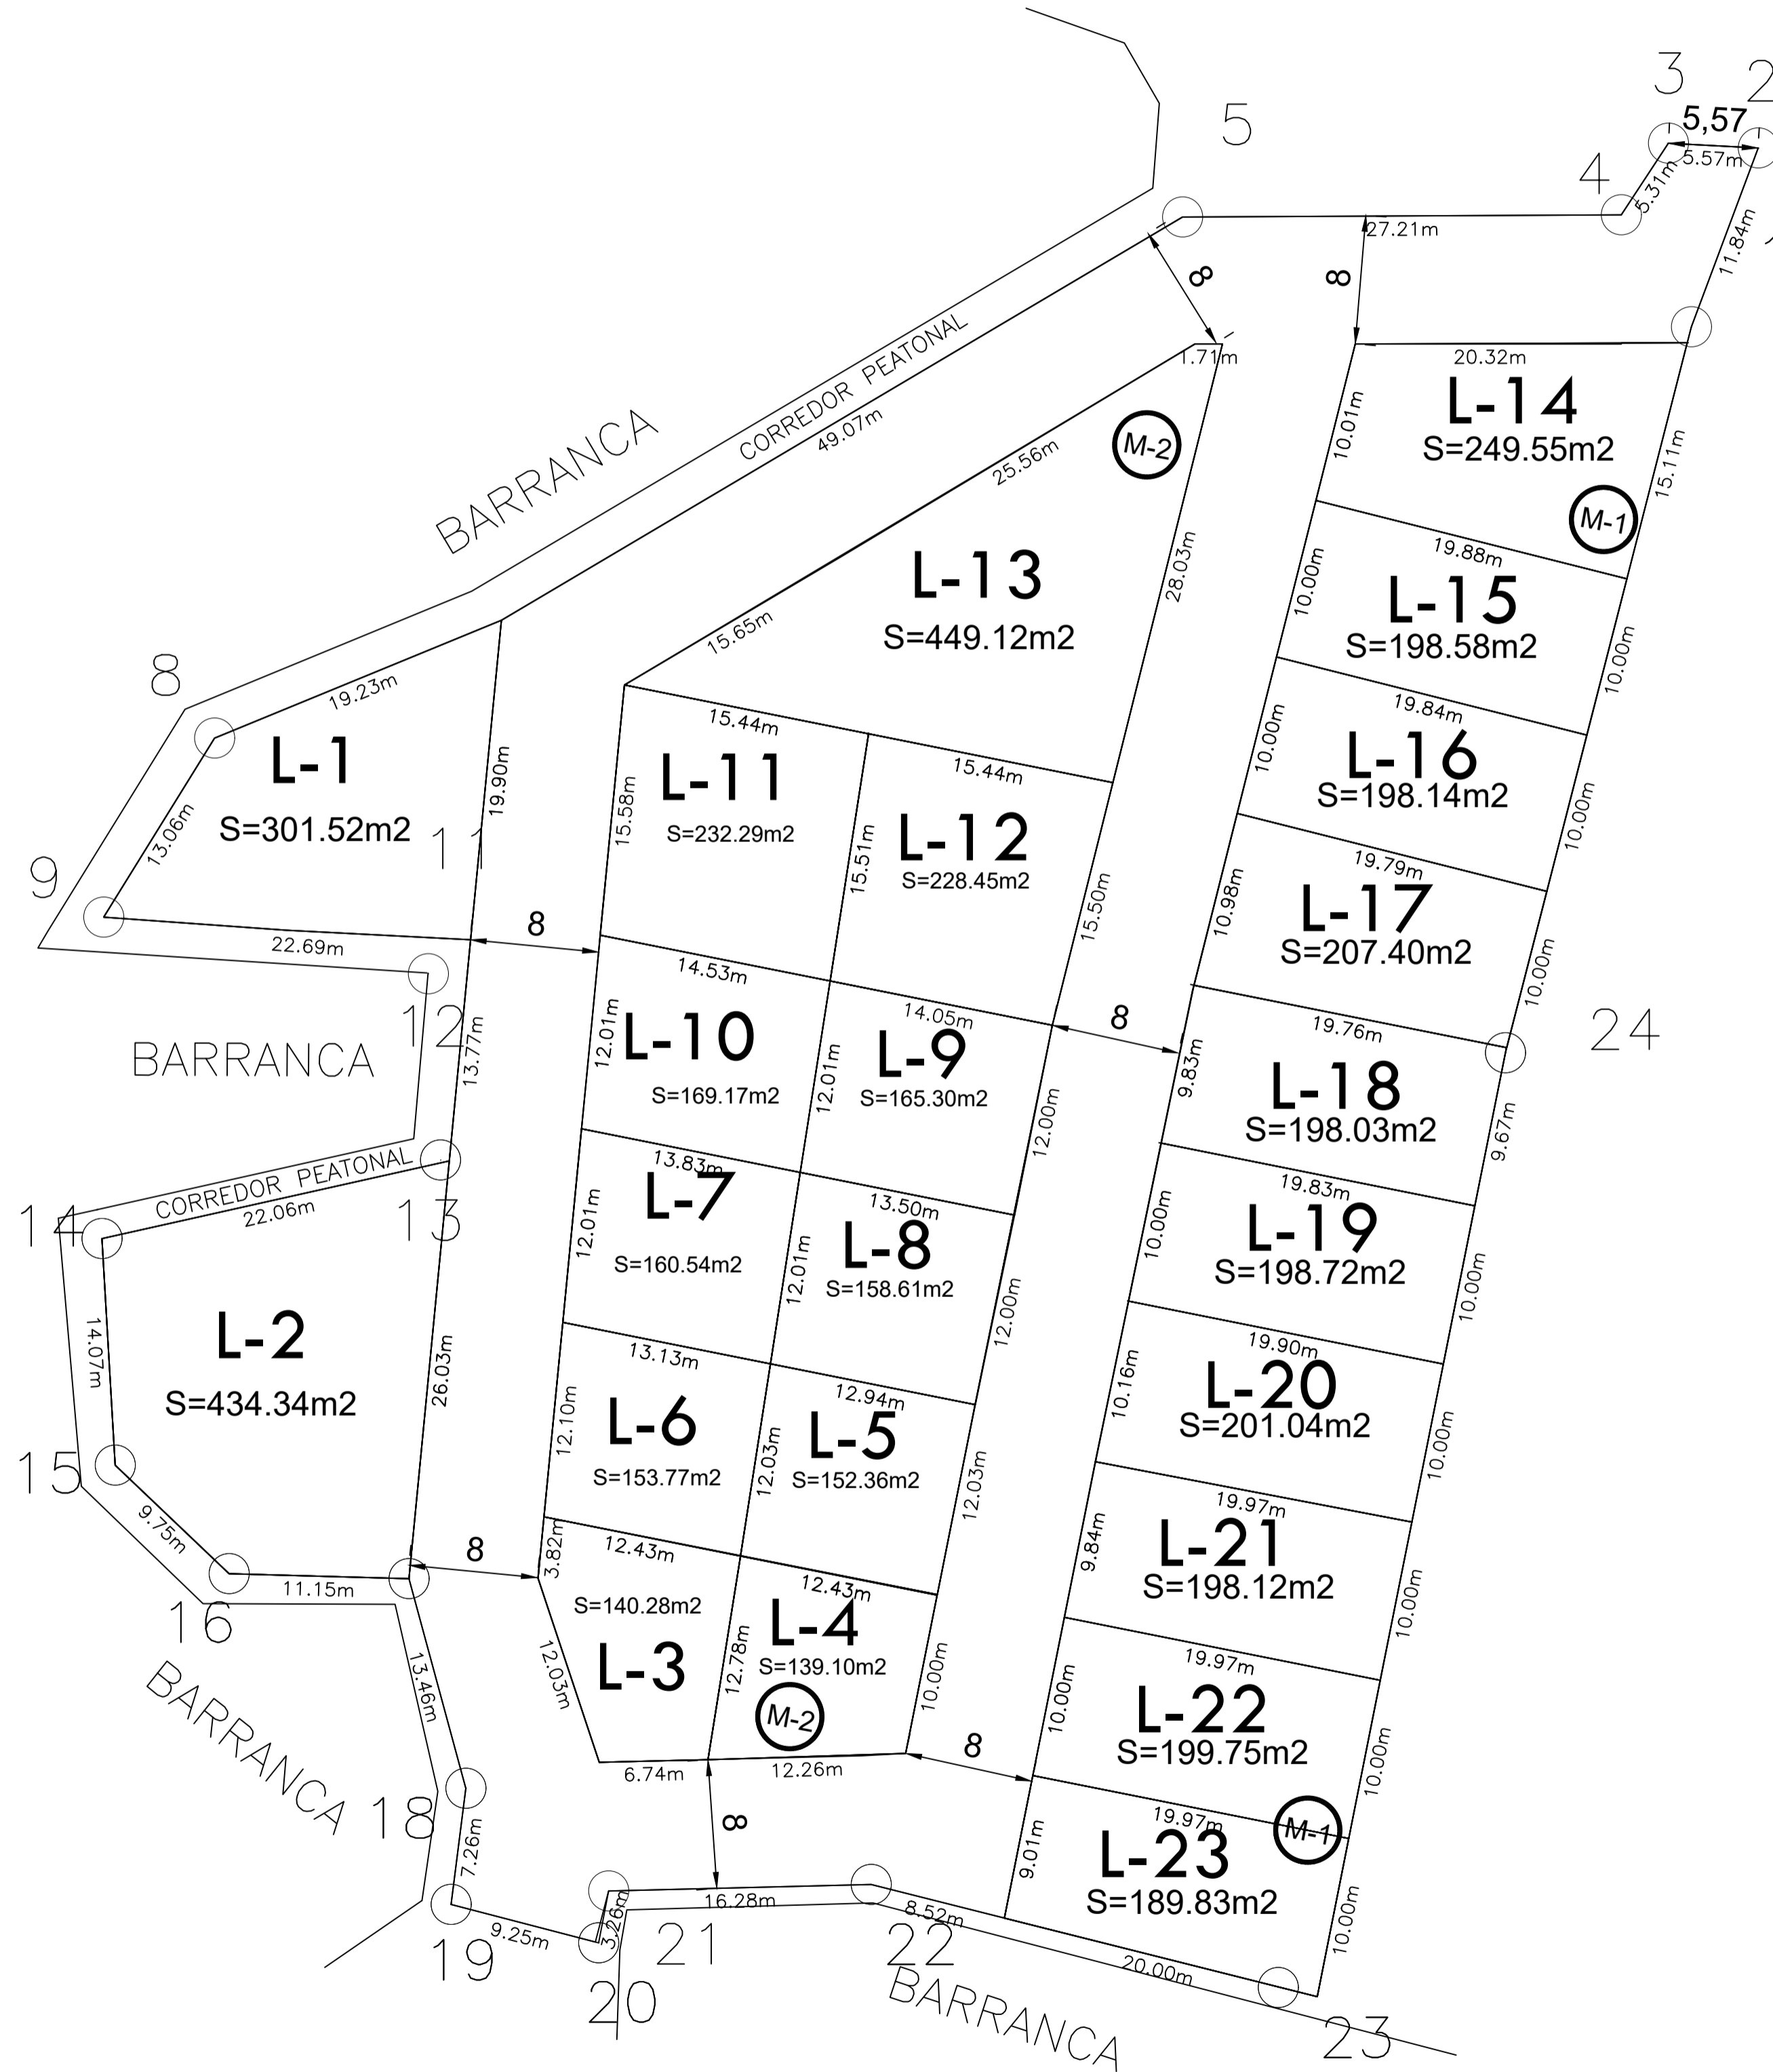 3
2
5,57
5.57m
5
4
5.31m
27.21m
11.84m
8
8
1.71m
20.32m
CORREDOR PEATONAL
49.07m
BARRANCA
M-2
25.56m
10.01m
L-14
S=249.55m2
15.11m
M-1
19.88m
L-13
S=449.12m2
28.03m
15.65m
10.00m
L-15
S=198.58m2
10.00m
8
19.23m
L-1
S=301.52m2
13.06m
11
19.90m
9
22.69m
8
15.44m
L-11
S=232.29m2
15.58m
15.51m
15.44m
L-12
S=228.45m2
15.50m
19.84m
L-16
S=198.14m2
10.00m
10.00m
19.79m
L-17
S=207.40m2
10.98m
10.00m
12
BARRANCA
13.77m
14.53m
L-10
S=169.17m2
12.01m
12.01m
14.05m
L-9
S=165.30m2
12.00m
8
19.76m
L-18
S=198.03m2
9.83m
9.67m
24
CORREDOR PEATONAL
22.06m
14
13
13.83m
L-7
S=160.54m2
12.01m
12.01m
13.50m
L-8
S=158.61m2
12.00m
19.83m
L-19
S=198.72m2
10.00m
10.00m
14.07m
L-2
S=434.34m2
26.03m
13.13m
L-6
S=153.77m2
12.10m
12.03m
12.94m
L-5
S=152.36m2
12.03m
19.90m
L-20
S=201.04m2
10.16m
10.00m
15
9.75m
11.15m
16
8
3.82m
12.43m
S=140.28m2
L-3
12.03m
12.43m
L-4
S=139.10m2
M-2
12.78m
10.00m
19.97m
L-21
S=198.12m2
9.84m
10.00m
BARRANCA
13.46m
6.74m
12.26m
8
19.97m
L-22
S=199.75m2
10.00m
10.00m
18
7.26m
8
19.97m
M-1
L-23
S=189.83m2
9.01m
10.00m
19
9.25m
3.26m
20
21
16.28m
22
8.52m
20.00m
BARRANCA
23